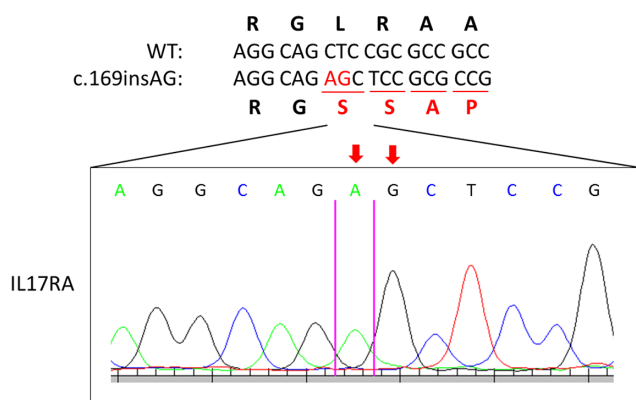 R G L R A A
WT: AGG CAG CTC CGC GCC GCC
c.169insAG: AGG CAG AGC TCC GCG CCG
R G S S A P
A G G C A G A G C T C C G
IL17RA